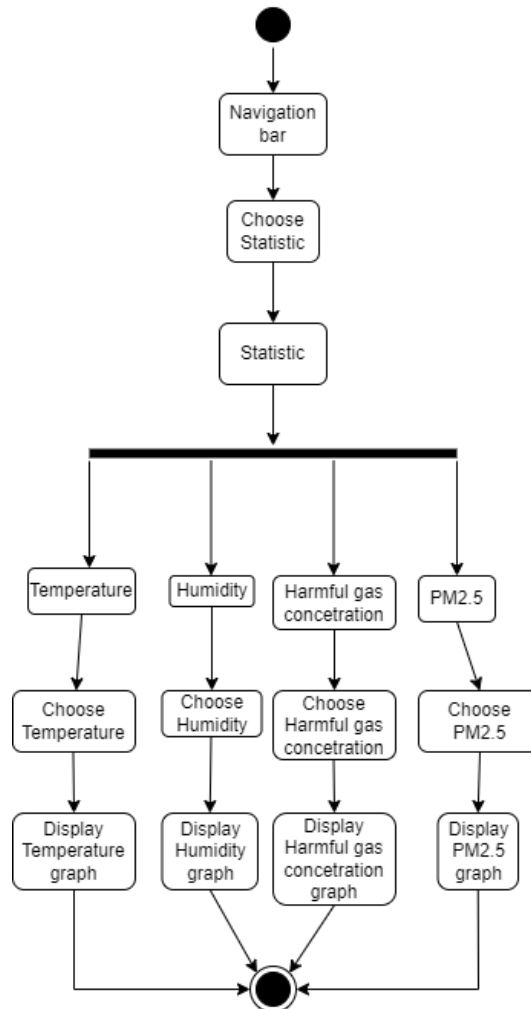 Navigation
bar
Choose
Statistic
Statistic
Temperature
Humidity
Harmful gas
concetration
PM2.5
Choose
Temperature
Choose
Humidity
Choose
Harmful gas
concetration
Choose
PM2.5
Display
Temperature
graph
Display
Humidity
graph
Display
Harmful gas
concetration
graph
Display
PM2.5
graph